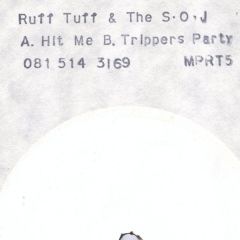 Ruff Tuff & The S·O·J
A. Hit Me B. Trippers Party
081 514 3169 MPRT5